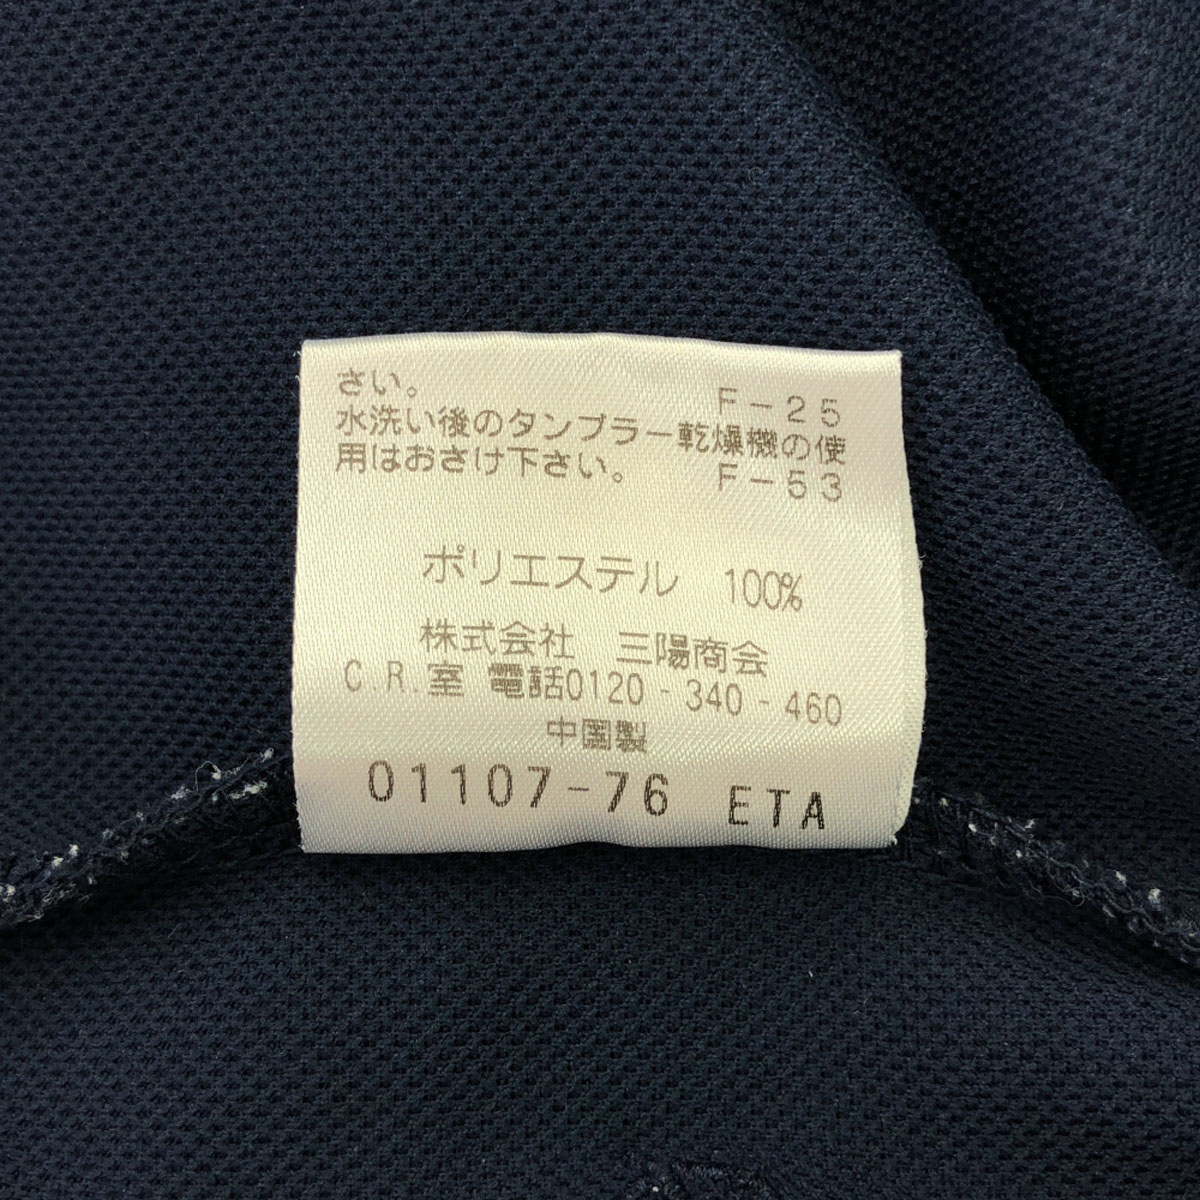 さい。 F-25
水洗い後のタンブラー乾燥機の使
用はおさけ下さい。 F-53
ポリエステル 100%
株式会社 三陽商会
C.R.室 電話0120-340-460
中国製
01107-76 ETA